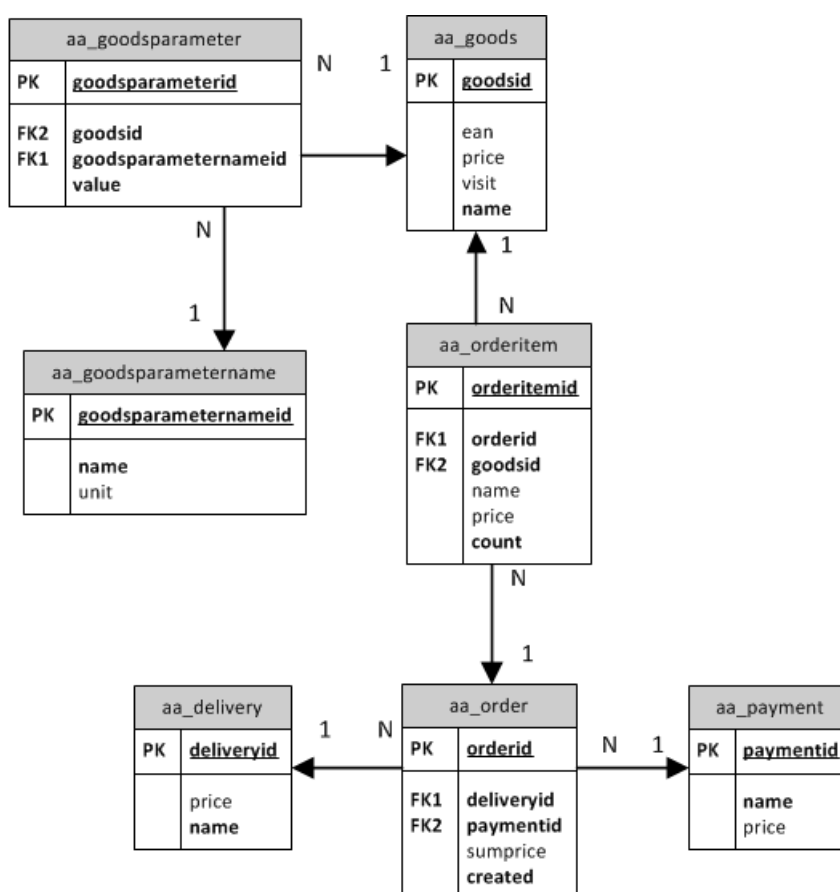 aa_goodsparameter
PK goodsparameterid
FK2 goodsid
FK1 goodsparameternameid
value
N 1
aa_goods
PK goodsid
ean
price
visit
name
N
1
1
N
aa_goodsparametername
PK goodsparameternameid
name
unit
aa_orderitem
PK orderitemid
FK1 orderid
FK2 goodsid
name
price
count
N
1
aa_delivery
PK deliveryid
price
name
1 N
aa_order
PK orderid
FK1 deliveryid
FK2 paymentid
sumprice
created
N 1
aa_payment
PK paymentid
name
price